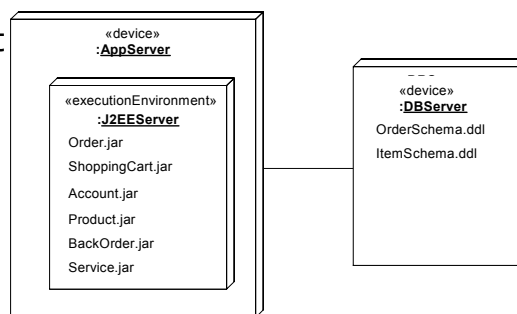 «device»
:AppServer
«executionEnvironment»
:J2EEServer
Order.jar
ShoppingCart.jar
Account.jar
Product.jar
BackOrder.jar
Service.jar
«device»
:DBServer
OrderSchema.ddl
ItemSchema.ddl